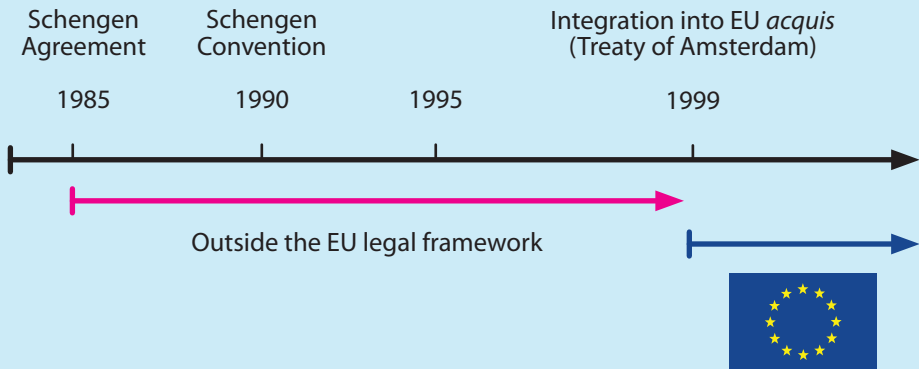 Schengen
Agreement
Schengen
Convention
Integration into EU acquis
(Treaty of Amsterdam)
1985
1990
1995
1999
Outside the EU legal framework